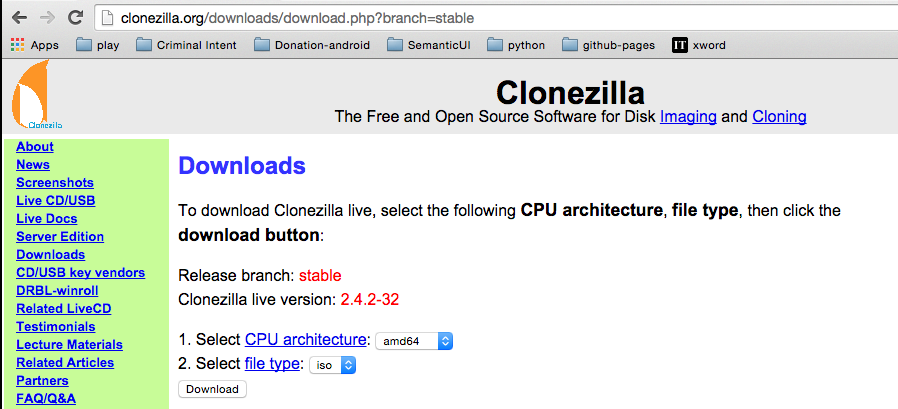 clonezilla.org/downloads/download.php?branch=stable
Apps play Criminal Intent Donation-android SemanticUI python github-pages IT xword
Clonezilla
Clonezilla
The Free and Open Source Software for Disk Imaging and Cloning
About
News
Screenshots
Live CD/USB
Live Docs
Server Edition
Downloads
CD/USB key vendors
DRBL-winroll
Related LiveCD
Testimonials
Lecture Materials
Related Articles
Partners
FAQ/Q&A
Downloads
To download Clonezilla live, select the following CPU architecture, file type, then click the
download button:
Release branch: stable
Clonezilla live version: 2.4.2-32
1. Select CPU architecture: amd64
2. Select file type: iso
Download